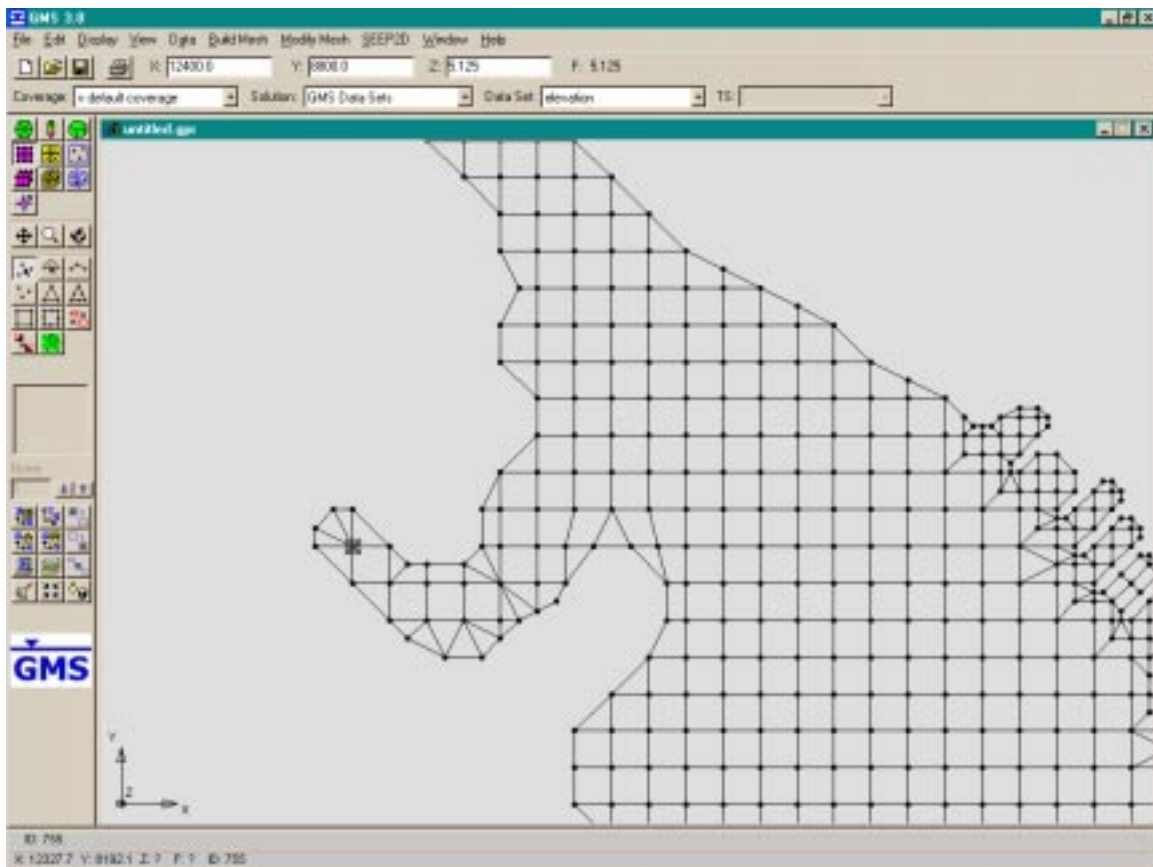 GMS 3.0
File Edit Display View Data Build Mesh Modify Mesh SEEP2D Window Help
X: 12400.0 Y: 8800.0 Z: 5.125 F: 5.125
Coverage: default coverage Solution: GMS Data Sets Data Set: elevation TS:
untitled.gpr
GMS
Y
Z
X
ID: 755
X: 12327.7 Y: 8192.1 Z: ? F: ? ID: 755